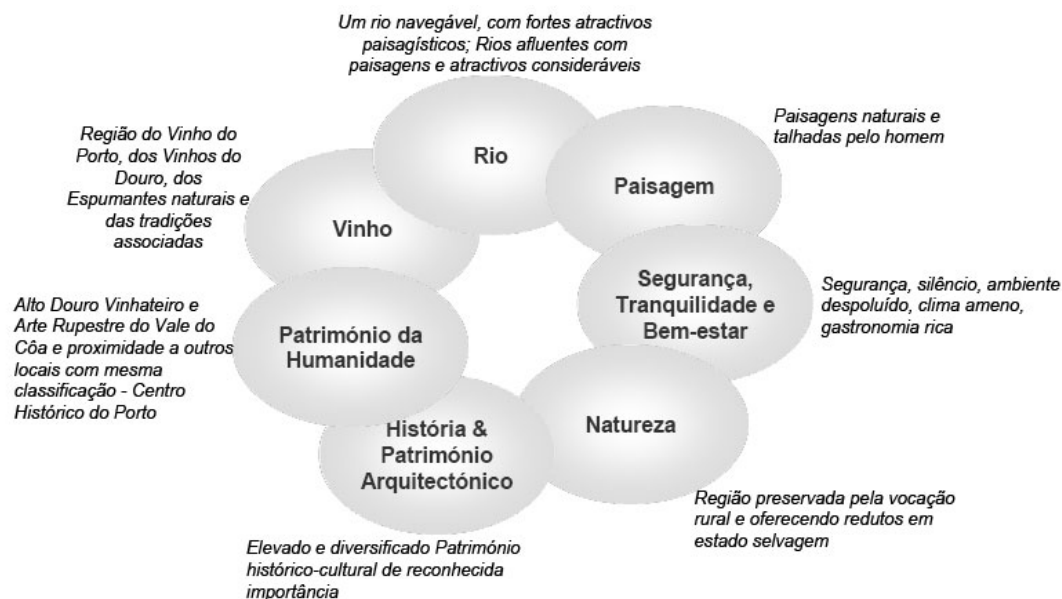 Um rio navegável, com fortes atractivos
paisagísticos; Rios afluentes com
paisagens e atractivos consideráveis
Rio
Paisagens naturais e
talhadas pelo homem
Paisagem
Segurança,
Tranquilidade e
Bem-estar
Segurança, silêncio, ambiente
despoluído, clima ameno,
gastronomia rica
Natureza
Região preservada pela vocação
rural e oferecendo redutos em
estado selvagem
História &
Património
Arquitectónico
Elevado e diversificado Património
histórico-cultural de reconhecida
importância
Património da
Humanidade
Alto Douro Vinhateiro e
Arte Rupestre do Vale do
Côa e proximidade a outros
locais com mesma
classificação - Centro
Histórico do Porto
Vinho
Região do Vinho do
Porto, dos Vinhos do
Douro, dos
Espumantes naturais e
das tradições
associadas